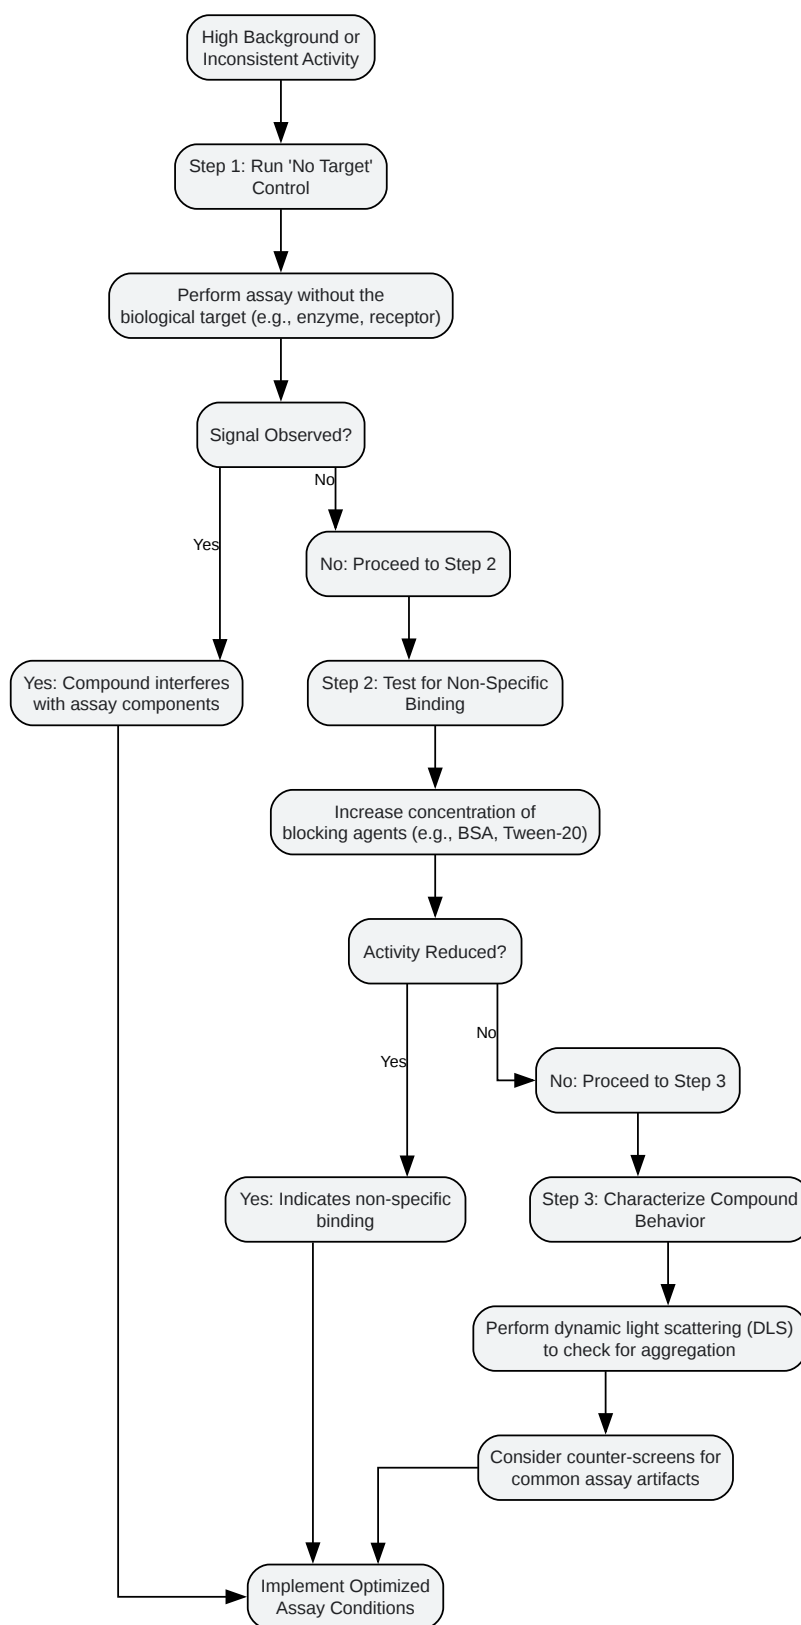 High Background or
Inconsistent Activity
Step 1: Run 'No Target'
Control
Perform assay without the
biological target (e.g., enzyme, receptor)
Signal Observed?
No
Yes
No: Proceed to Step 2
Yes: Compound interferes
with assay components
Step 2: Test for Non-Specific
Binding
Increase concentration of
blocking agents (e.g., BSA, Tween-20)
Activity Reduced?
No
Yes
No: Proceed to Step 3
Yes: Indicates non-specific
binding
Step 3: Characterize Compound
Behavior
Perform dynamic light scattering (DLS)
to check for aggregation
Consider counter-screens for
common assay artifacts
Implement Optimized
Assay Conditions